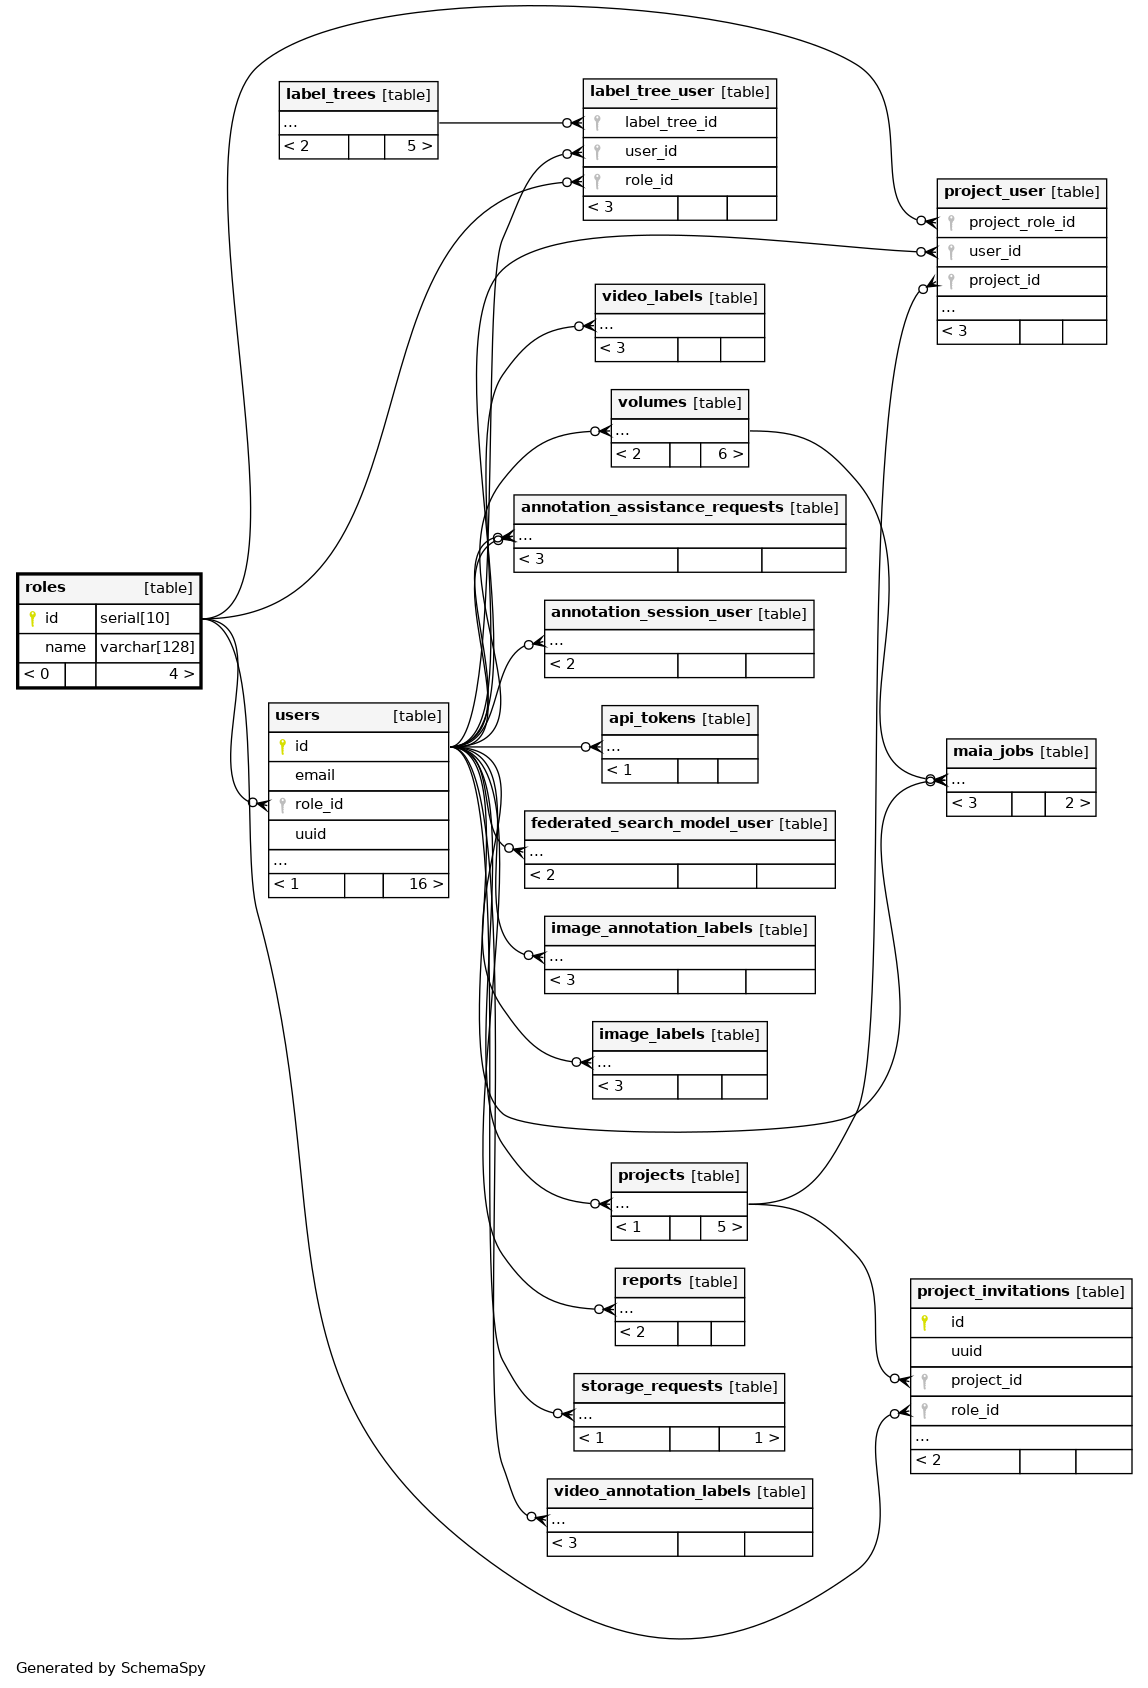 label_trees [table]
...
< 2 5 >
label_tree_user [table]
label_tree_id
user_id
role_id
< 3
project_user [table]
project_role_id
user_id
project_id
...
< 3
video_labels [table]
...
< 3
volumes [table]
...
< 2 6 >
annotation_assistance_requests [table]
...
< 3
roles [table]
id serial[10]
name varchar[128]
< 0 4 >
annotation_session_user [table]
...
< 2
users [table]
id
email
role_id
uuid
...
< 1 16 >
api_tokens [table]
...
< 1
maia_jobs [table]
...
< 3 2 >
federated_search_model_user [table]
...
< 2
image_annotation_labels [table]
...
< 3
image_labels [table]
...
< 3
projects [table]
...
< 1 5 >
reports [table]
...
< 2
project_invitations [table]
id
uuid
project_id
role_id
...
< 2
storage_requests [table]
...
< 1 1 >
video_annotation_labels [table]
...
< 3
Generated by SchemaSpy